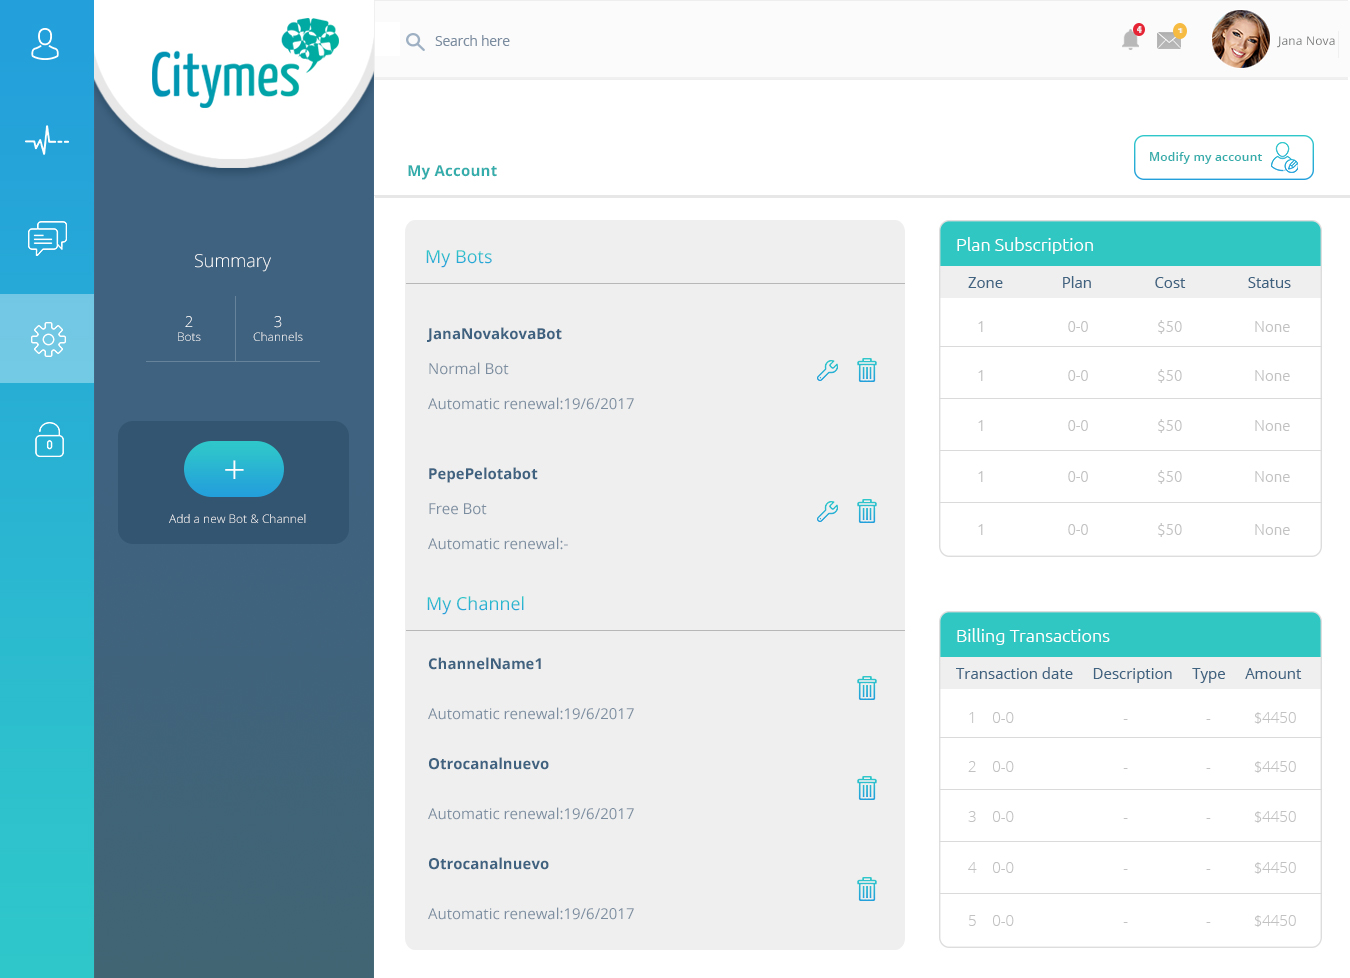 Citymes
Search here
4
1
Jana Nova
My Account
Modify my account
Summary
2 3
Bots Channels
+
Add a new Bot & Channel
0
My Bots
JanaNovakovaBot
Normal Bot
Automatic renewal:19/6/2017
PepePelotabot
Free Bot
Automatic renewal:-
My Channel
ChannelName1
Automatic renewal:19/6/2017
Otrocanalnuevo
Automatic renewal:19/6/2017
Otrocanalnuevo
Automatic renewal:19/6/2017
Plan Subscription
Zone Plan Cost Status
1 0-0 $50 None
1 0-0 $50 None
1 0-0 $50 None
1 0-0 $50 None
1 0-0 $50 None
Billing Transactions
Transaction date Description Type Amount
1 0-0 - - $4450
2 0-0 - - $4450
3 0-0 - - $4450
4 0-0 - - $4450
5 0-0 - - $4450